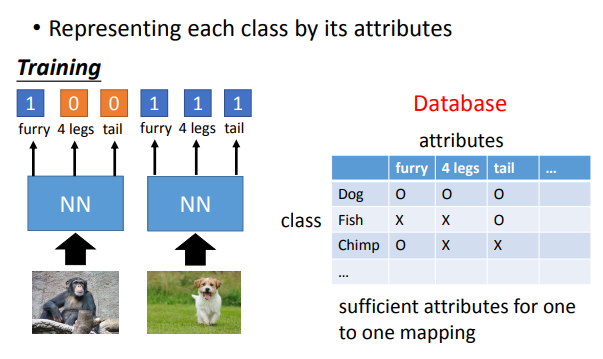 • Representing each class by its attributes
Training
1 0 0 1 1 1
furry 4 legs tail furry 4 legs tail
NN NN
Database
attributes
furry 4 legs tail ...
Dog O O O
class
Fish X X O
Chimp O X X
...
sufficient attributes for one
to one mapping